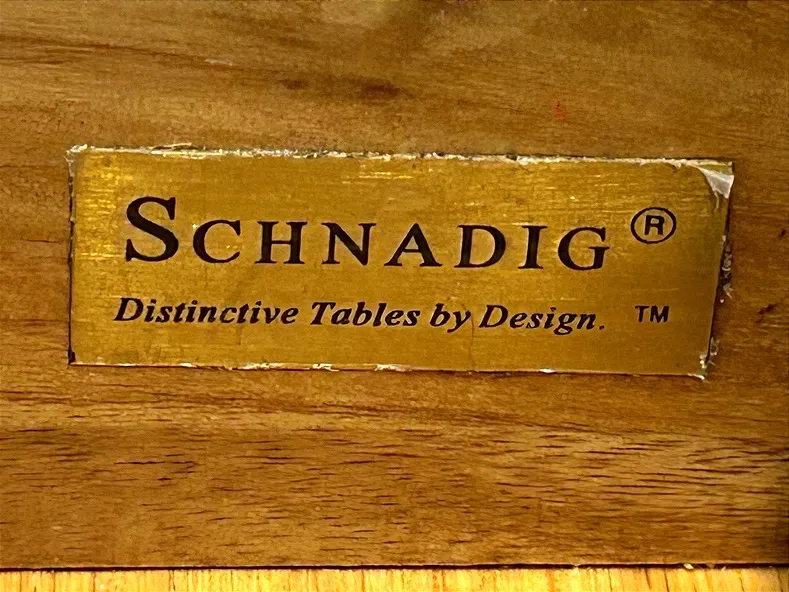 SCHNADIG®
Distinctive Tables by Design. TM